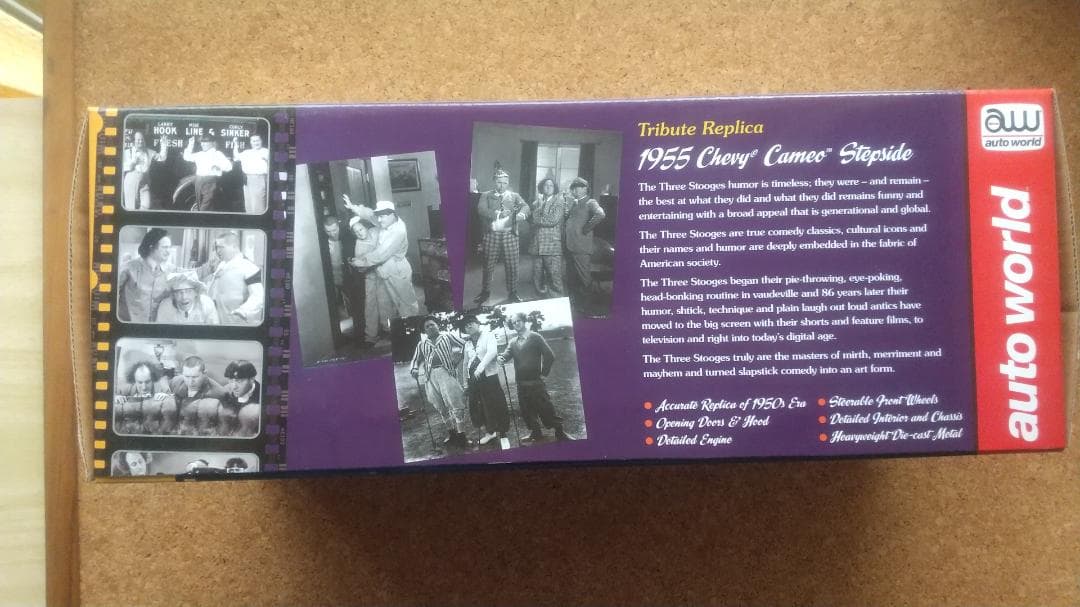 LARRY MOE CURLY
HOOK LINE & SINKER
FRESH FISH
Tribute Replica
1955 Chevy® Cameo™ Stepside
The Three Stooges humor is timeless; they were – and remain –
the best at what they did and what they did remains funny and
entertaining with a broad appeal that is generational and global.
The Three Stooges are true comedy classics, cultural icons and
their names and humor are deeply embedded in the fabric of
American society.
The Three Stooges began their pie-throwing, eye-poking,
head-bonking routine in vaudeville and 86 years later their
humor, shtick, technique and plain laugh out loud antics have
moved to the big screen with their shorts and feature films, to
television and right into today's digital age.
The Three Stooges truly are the masters of mirth, merriment and
mayhem and turned slapstick comedy into an art form.
• Accurate Replica of 1950s Era
• Opening Doors & Hood
• Detailed Engine
• Steerable Front Wheels
• Detailed Interior and Chassis
• Heavyweight Die-cast Metal
aw
auto world
auto world